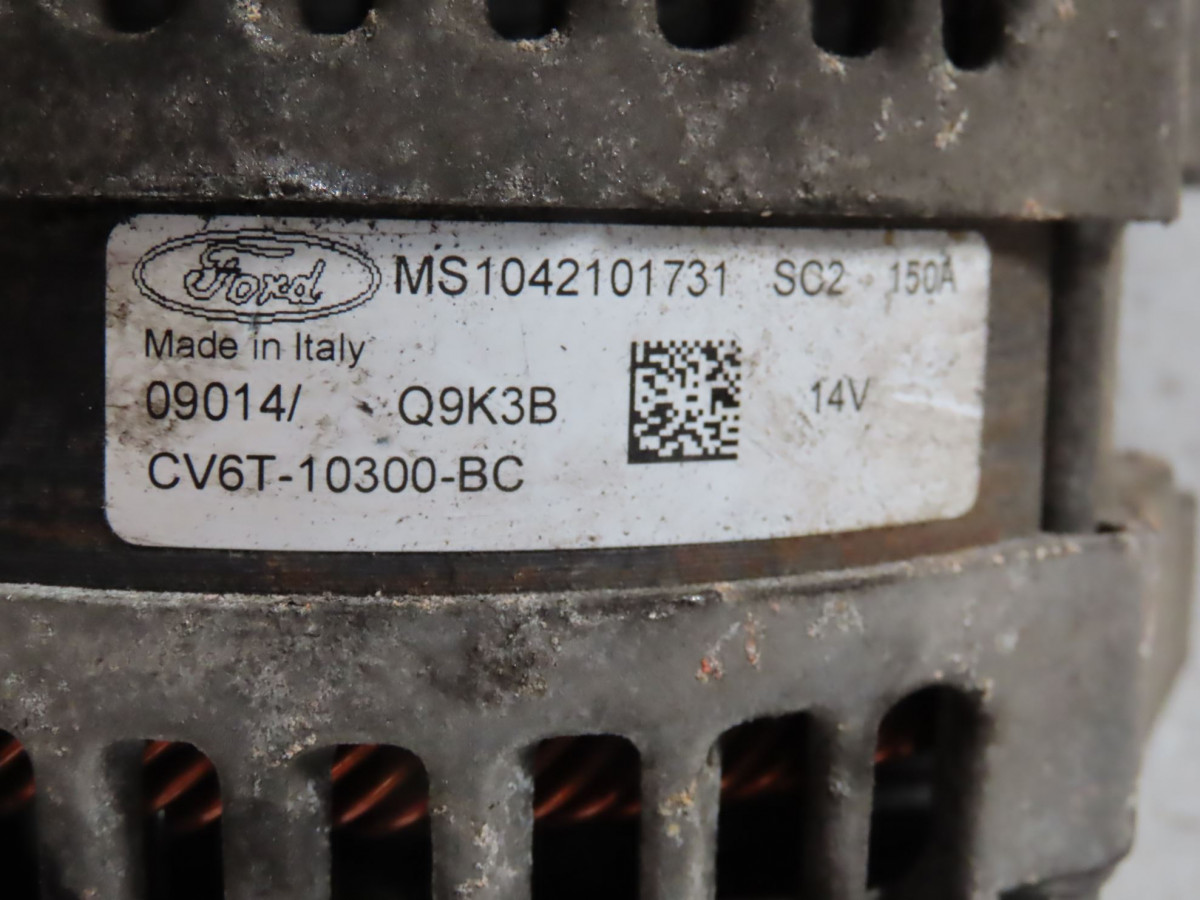 Ford MS1042101731 SC2 150A
Made in Italy
09014/ Q9K3B 14V
CV6T-10300-BC